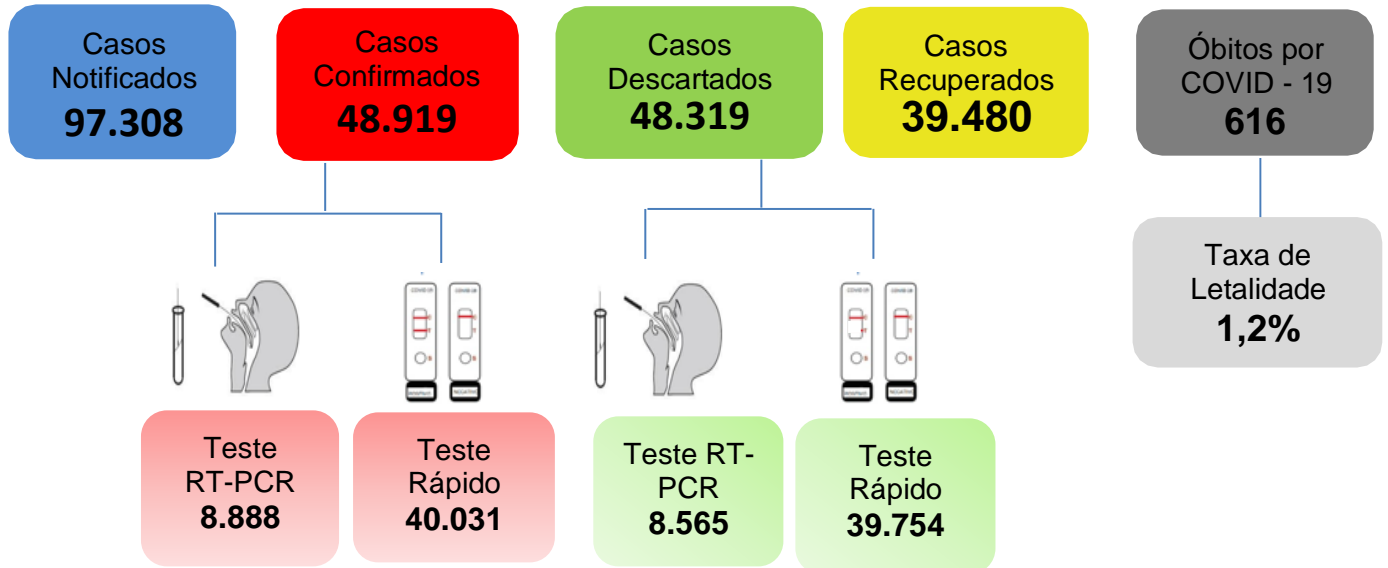 Casos
Notificados
97.308
Casos
Confirmados
48.919
Casos
Descartados
48.319
Casos
Recuperados
39.480
Óbitos por
COVID - 19
616
Taxa de
Letalidade
1,2%
Teste
RT-PCR
8.888
Teste
Rápido
40.031
Teste RT-
PCR
8.565
Teste
Rápido
39.754